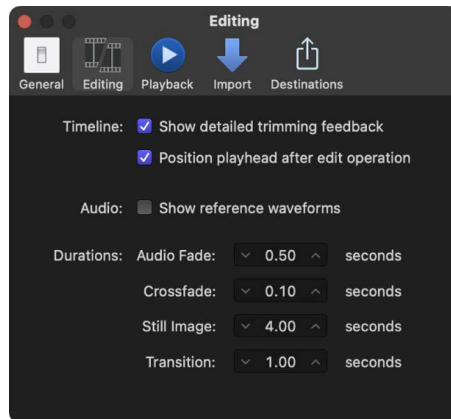 Editing
General Editing Playback Import Destinations
Timeline: Show detailed trimming feedback
Position playhead after edit operation
Audio: Show reference waveforms
Durations: Audio Fade: 0.50 seconds
Crossfade: 0.10 seconds
Still Image: 4.00 seconds
Transition: 1.00 seconds